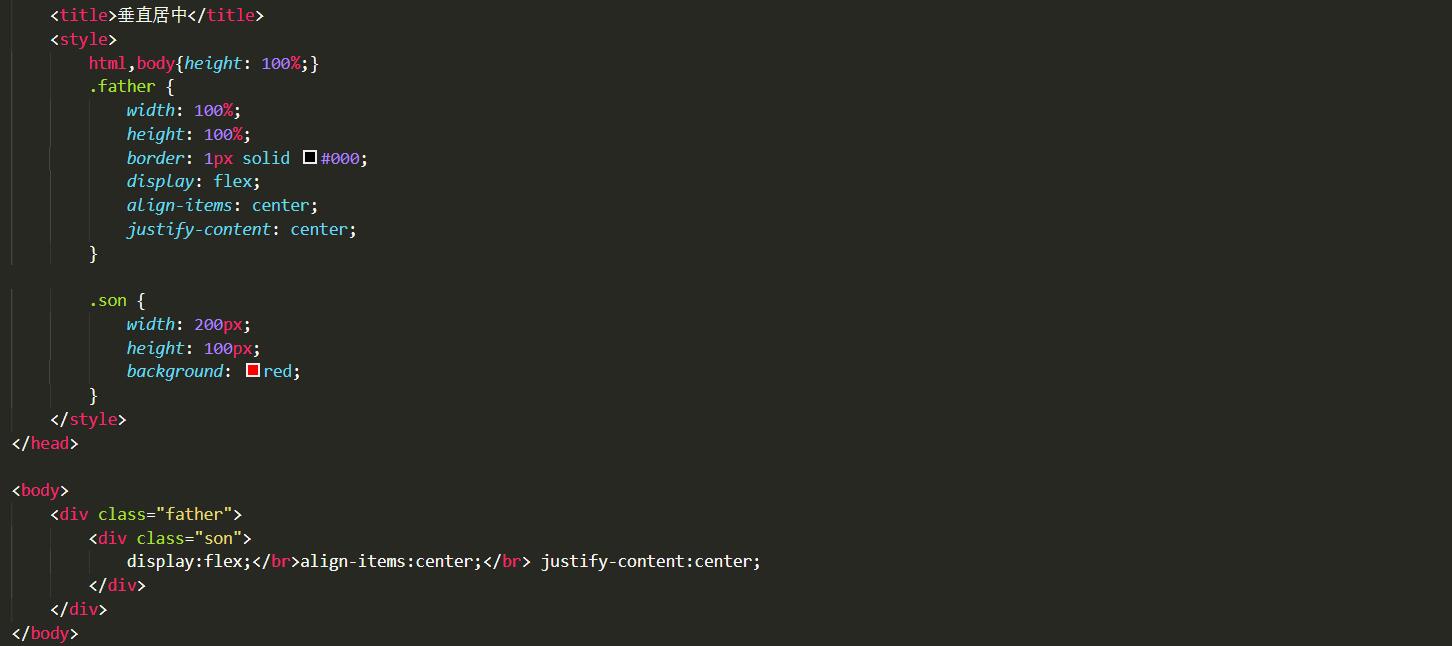 <title>垂直居中</title>
<style>
html,body{height: 100%;}
.father {
width: 100%;
height: 100%;
border: 1px solid #000;
display: flex;
align-items: center;
justify-content: center;
}
.son {
width: 200px;
height: 100px;
background: red;
}
</style>
</head>
<body>
<div class="father">
<div class="son">
display:flex;</br>align-items:center;</br> justify-content:center;
</div>
</div>
</body>